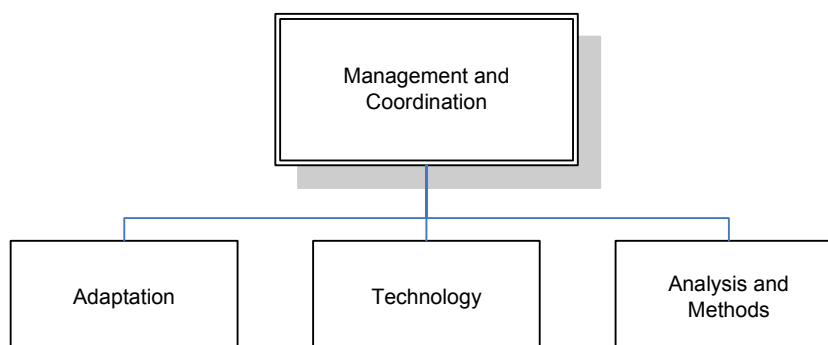 Management and
Coordination
Adaptation
Technology
Analysis and
Methods